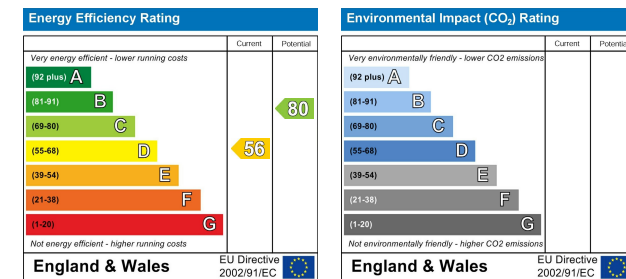 Energy Efficiency Rating
Current Potential
Very energy efficient - lower running costs
(92 plus) A
(81-91) B
80
(69-80) C
(55-68) D
56
(39-54) E
(21-38) F
(1-20) G
Not energy efficient - higher running costs
England & Wales
EU Directive
2002/91/EC
Environmental Impact (CO2) Rating
Current Potential
Very environmentally friendly - lower CO2 emissions
(92 plus) A
(81-91) B
(69-80) C
(55-68) D
(39-54) E
(21-38) F
(1-20) G
Not environmentally friendly - higher CO2 emissions
England & Wales
EU Directive
2002/91/EC